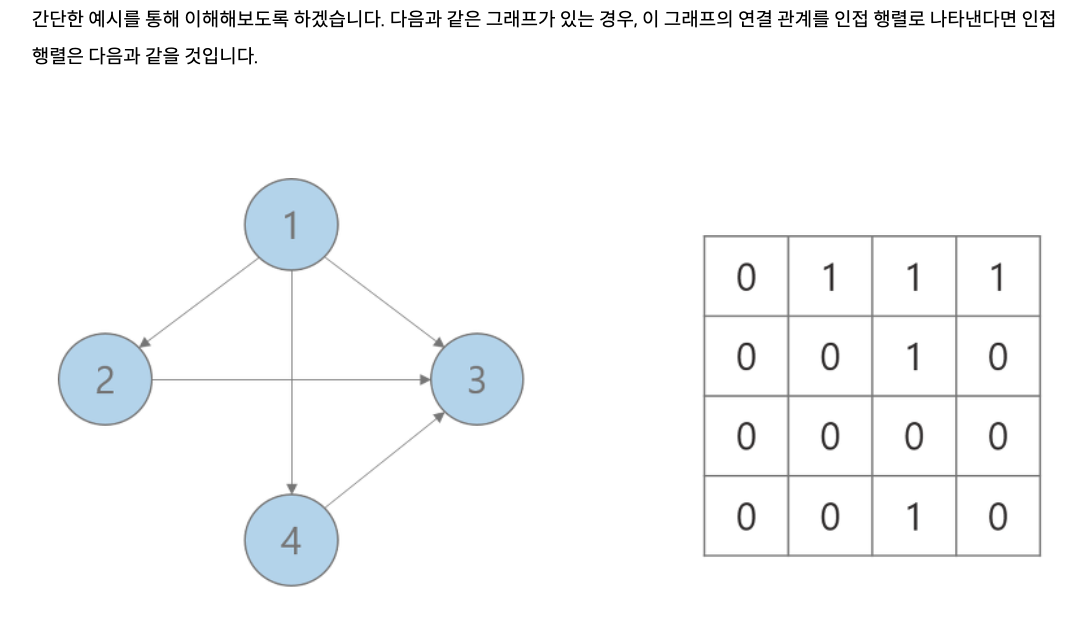 간단한 예시를 통해 이해해보도록 하겠습니다. 다음과 같은 그래프가 있는 경우, 이 그래프의 연결 관계를 인접 행렬로 나타낸다면 인접
행렬은 다음과 같을 것입니다.
1
2
3
4
0 1 1 1
0 0 1 0
0 0 0 0
0 0 1 0